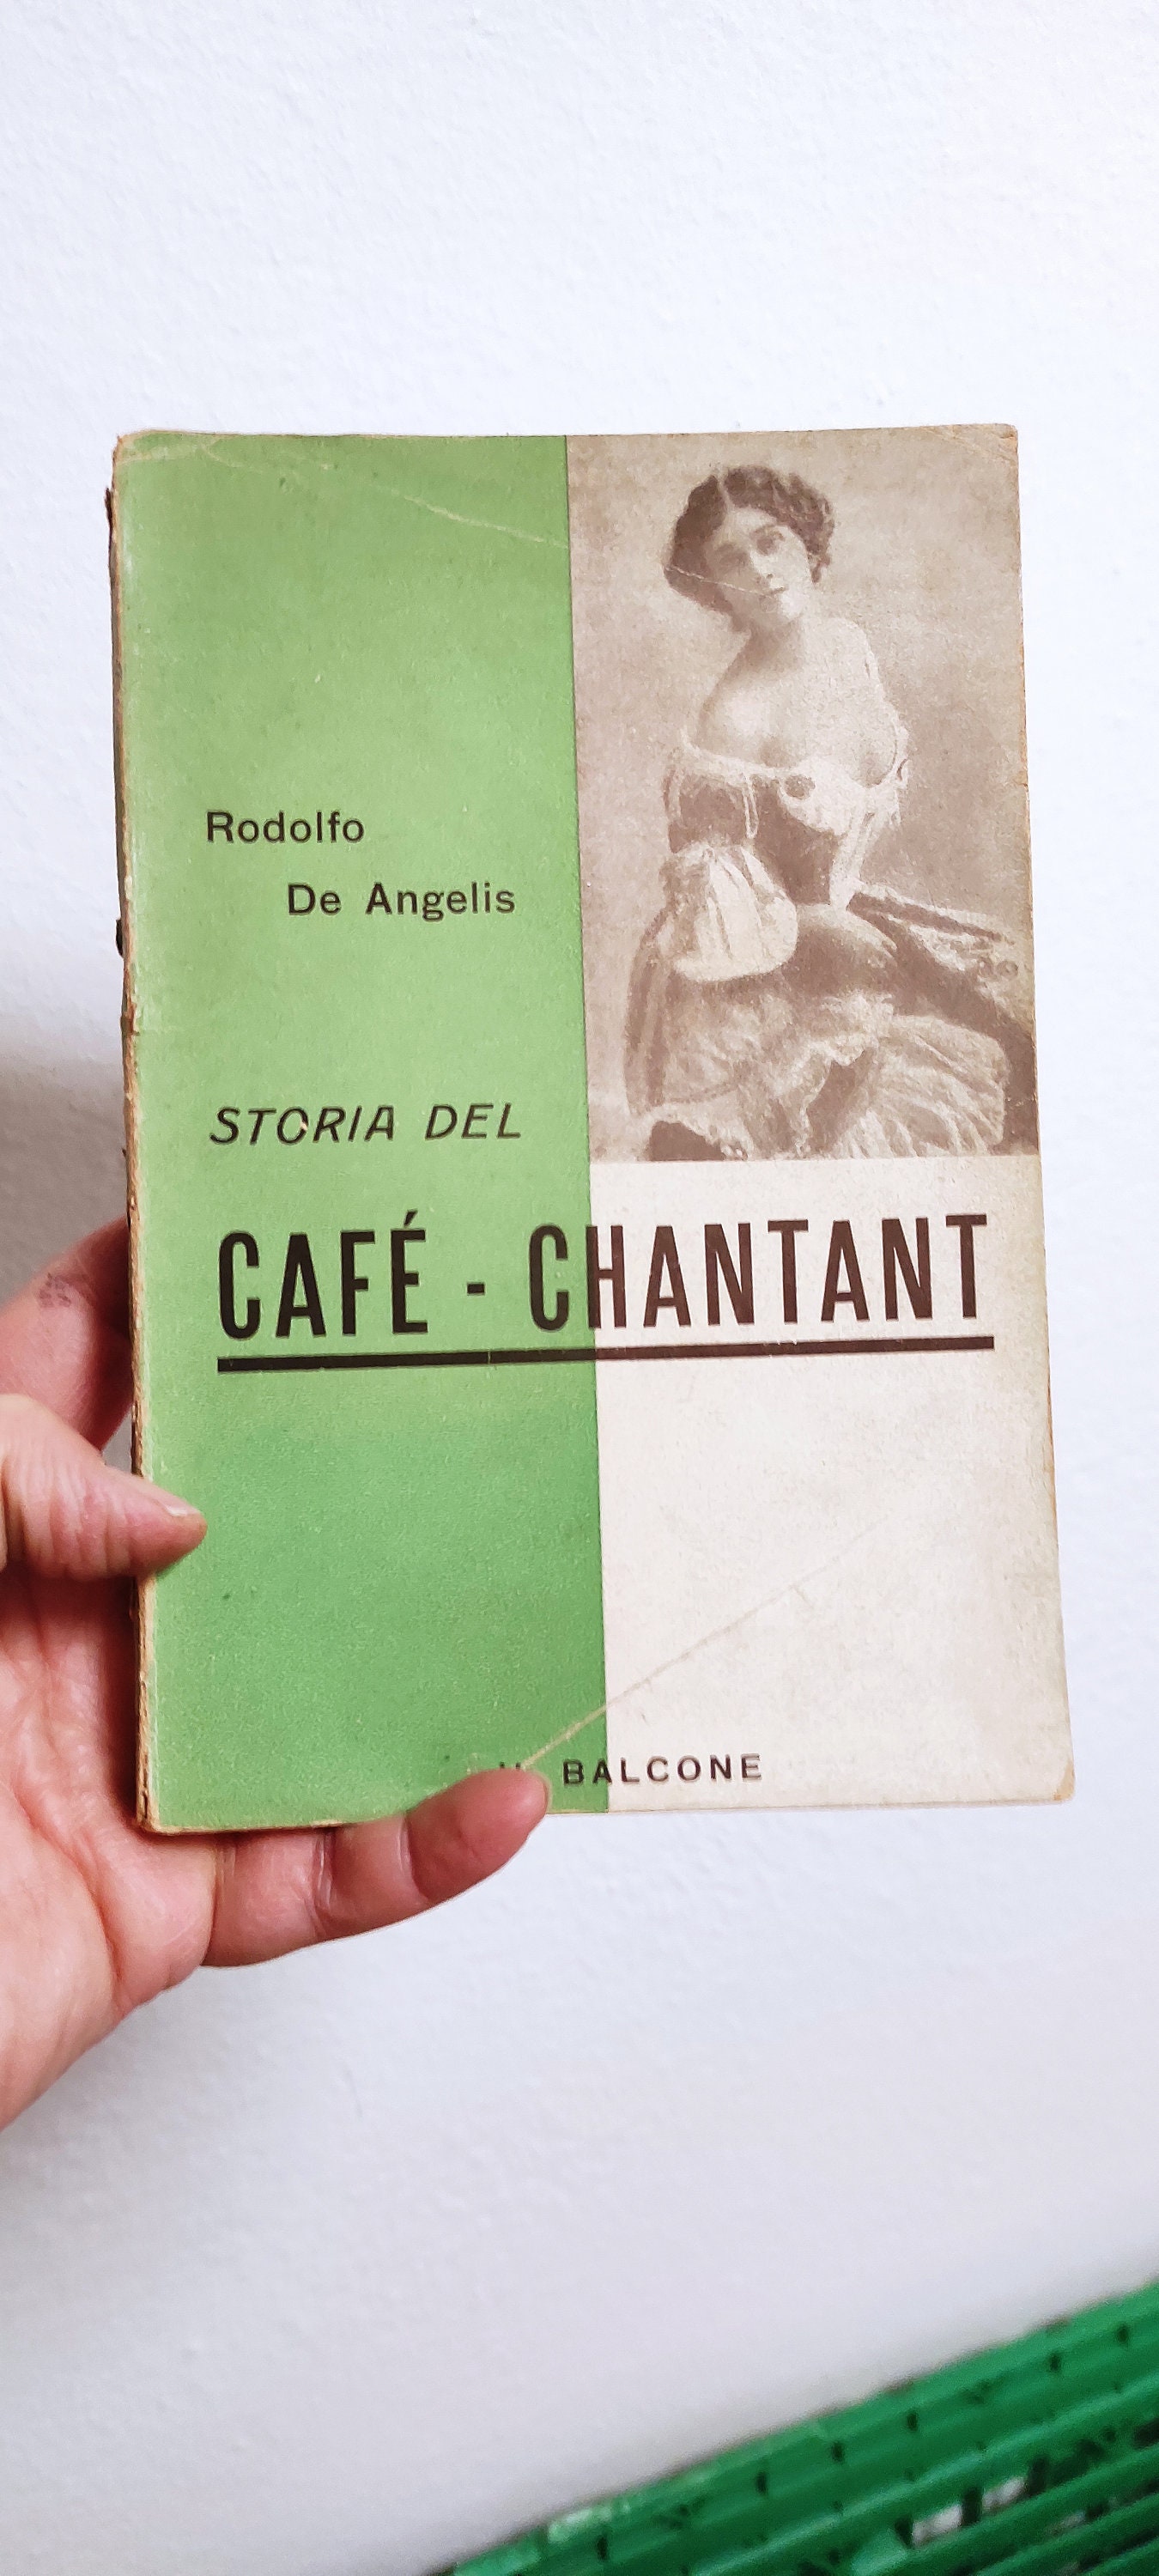 Rodolfo
De Angelis
STORIA DEL
CAFÉ - CHANTANT
BALCONE